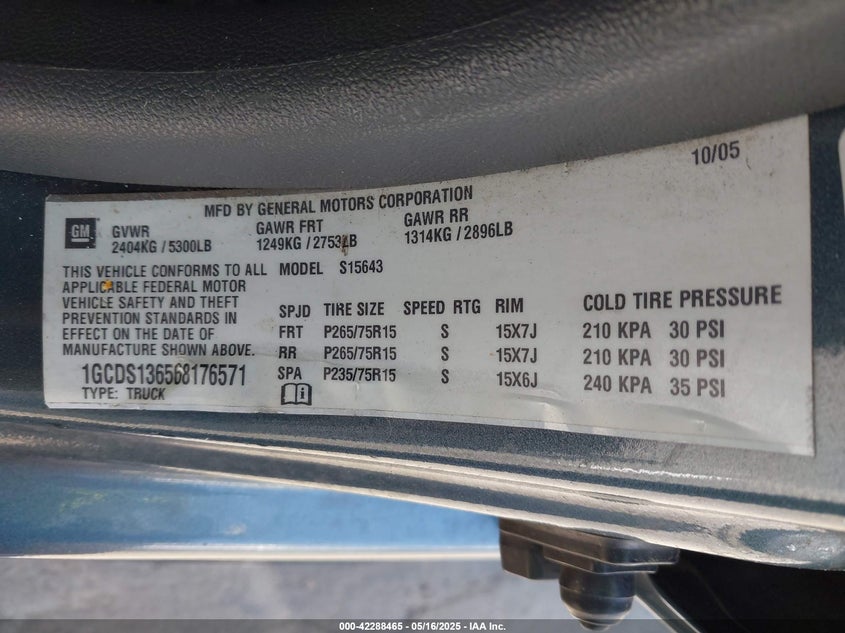 10/05
MFD BY GENERAL MOTORS CORPORATION
GM
GVWR GAWR FRT GAWR RR
2404KG / 5300LB 1249KG / 2753LB 1314KG / 2896LB
THIS VEHICLE CONFORMS TO ALL
APPLICABLE FEDERAL MOTOR
VEHICLE SAFETY AND THEFT
PREVENTION STANDARDS IN
EFFECT ON THE DATE OF
MANUFACTURE SHOWN ABOVE.
1GCDS136568176571
TYPE: TRUCK
MODEL S15643
SPJD TIRE SIZE SPEED RTG RIM COLD TIRE PRESSURE
FRT P265/75R15 S 15X7J 210 KPA 30 PSI
RR P265/75R15 S 15X7J 210 KPA 30 PSI
SPA P235/75R15 S 15X6J 240 KPA 35 PSI
000-42288465 - 05/16/2025 - IAA Inc.